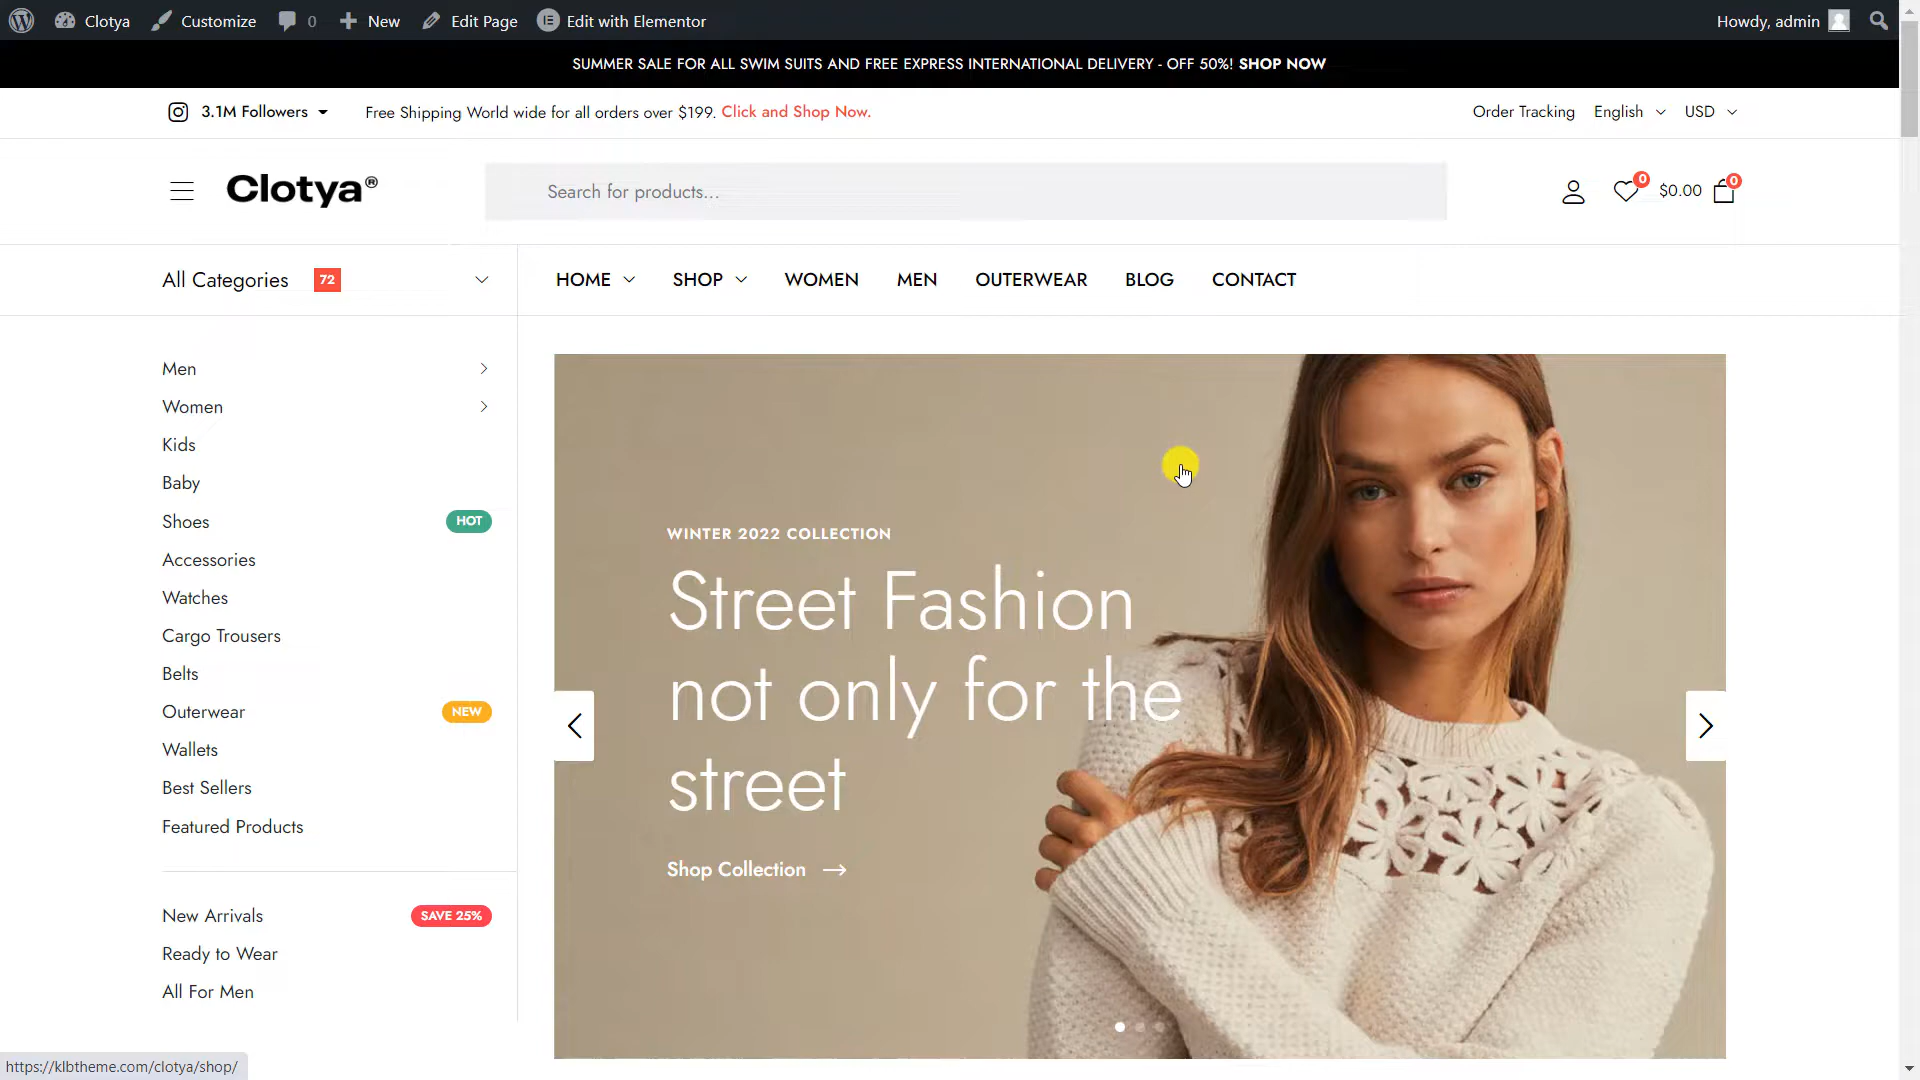 Clotya
Customize
0
New
Edit Page
Edit with Elementor
Howdy, admin
SUMMER SALE FOR ALL SWIM SUITS AND FREE EXPRESS INTERNATIONAL DELIVERY - OFF 50%! SHOP NOW
3.1M Followers
Free Shipping World wide for all orders over $199. Click and Shop Now.
Order Tracking
English
USD
Clotya®
Search for products...
0
$0.00
0
All Categories 72
HOME
SHOP
WOMEN
MEN
OUTERWEAR
BLOG
CONTACT
Men
Women
Kids
Baby
Shoes HOT
Accessories
Watches
Cargo Trousers
Belts
Outerwear NEW
Wallets
Best Sellers
Featured Products
New Arrivals SAVE 25%
Ready to Wear
All For Men
WINTER 2022 COLLECTION
Street Fashion
not only for the
street
Shop Collection
https://klbtheme.com/clotya/shop/